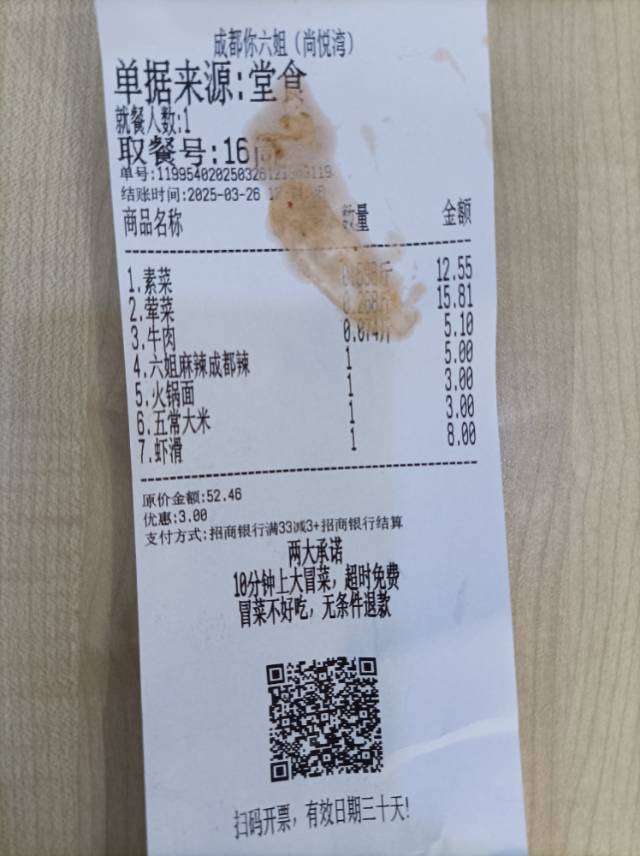 成都你六姐（尚悦湾）
单据来源:堂食
就餐人数:1
取餐号:16
单号:
结账时间:2025-03-26
商品名称 数量 金额
1.素菜 12.55
2.荤菜 15.81
3.牛肉 0.074斤 5.10
4.六姐麻辣成都辣 1 5.00
5.火锅面 1 3.00
6.五常大米 1 3.00
7.虾滑 1 8.00
原价金额:52.46
优惠:3.00
支付方式:招商银行满33减3+招商银行结算
两大承诺
10分钟上大冒菜，超时免费
冒菜不好吃，无条件退款
扫码开票，有效日期三十天!